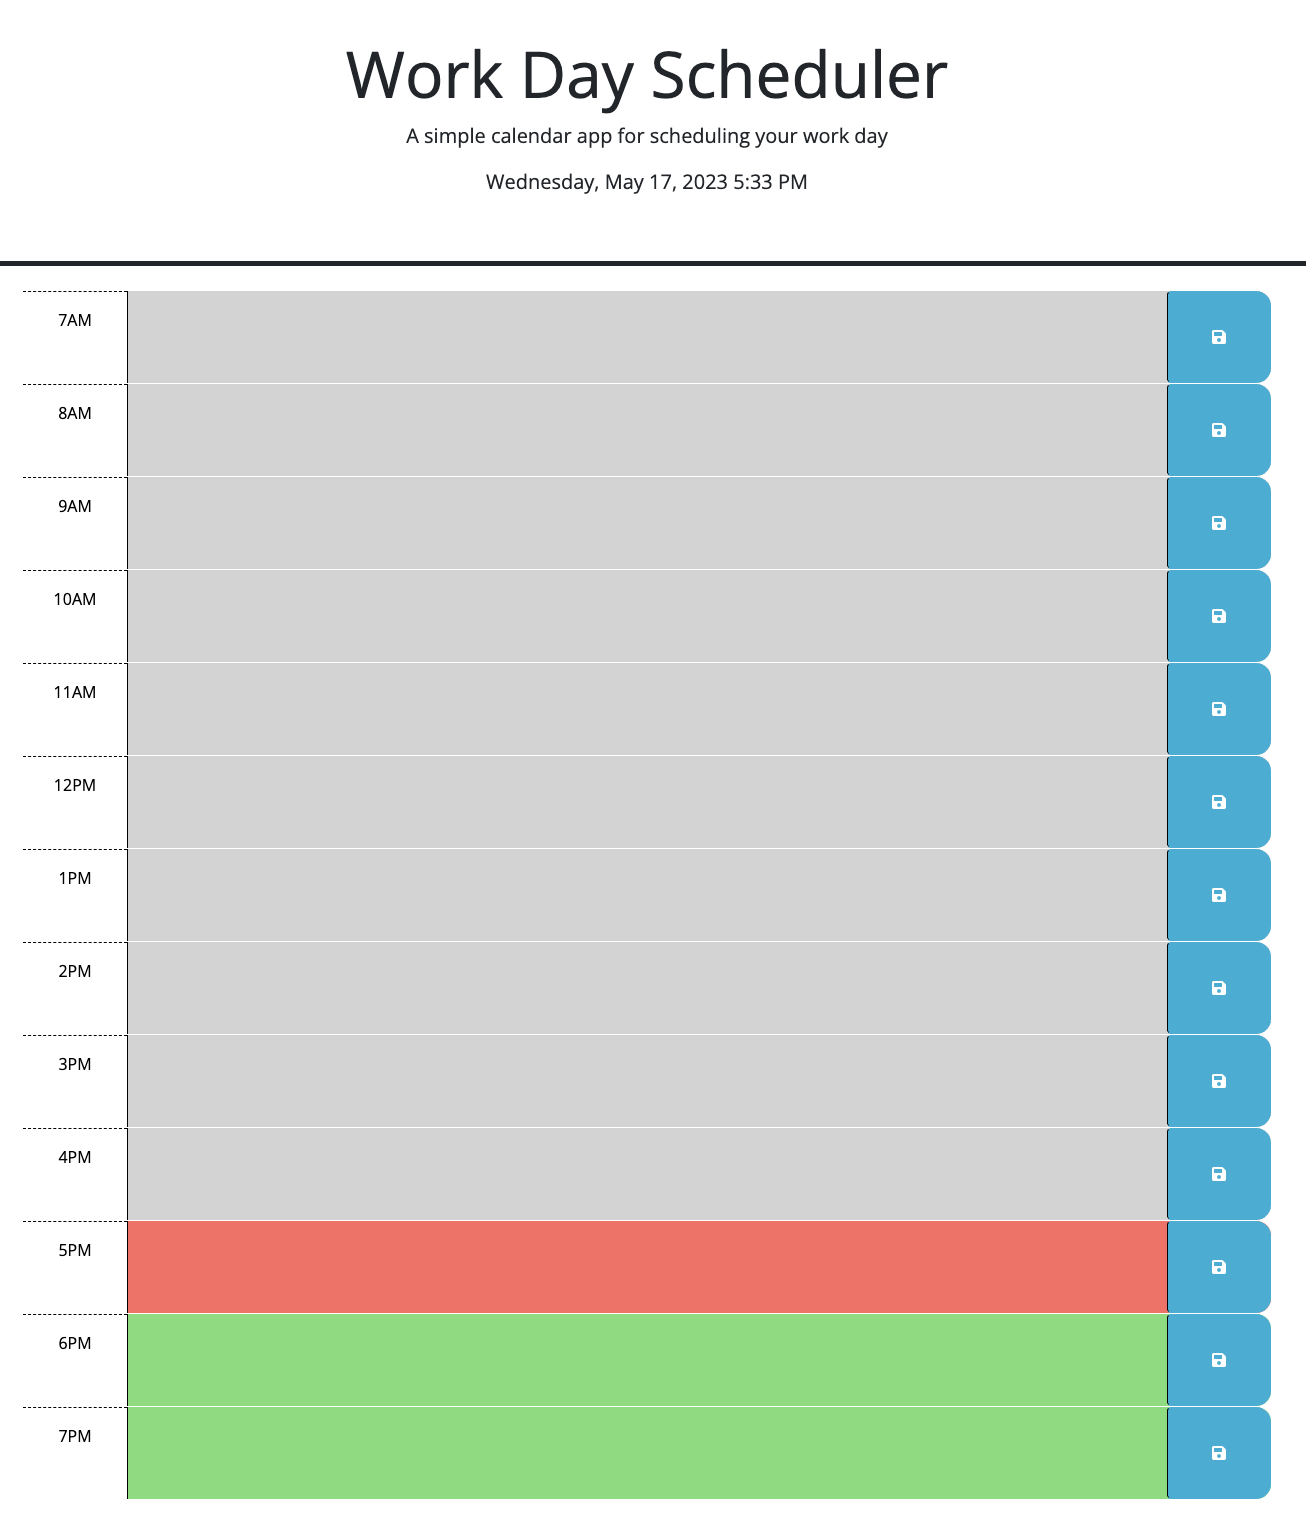 Work Day Scheduler
A simple calendar app for scheduling your work day
Wednesday, May 17, 2023 5:33 PM
7AM
8AM
9AM
10AM
11AM
12PM
1PM
2PM
3PM
4PM
5PM
6PM
7PM